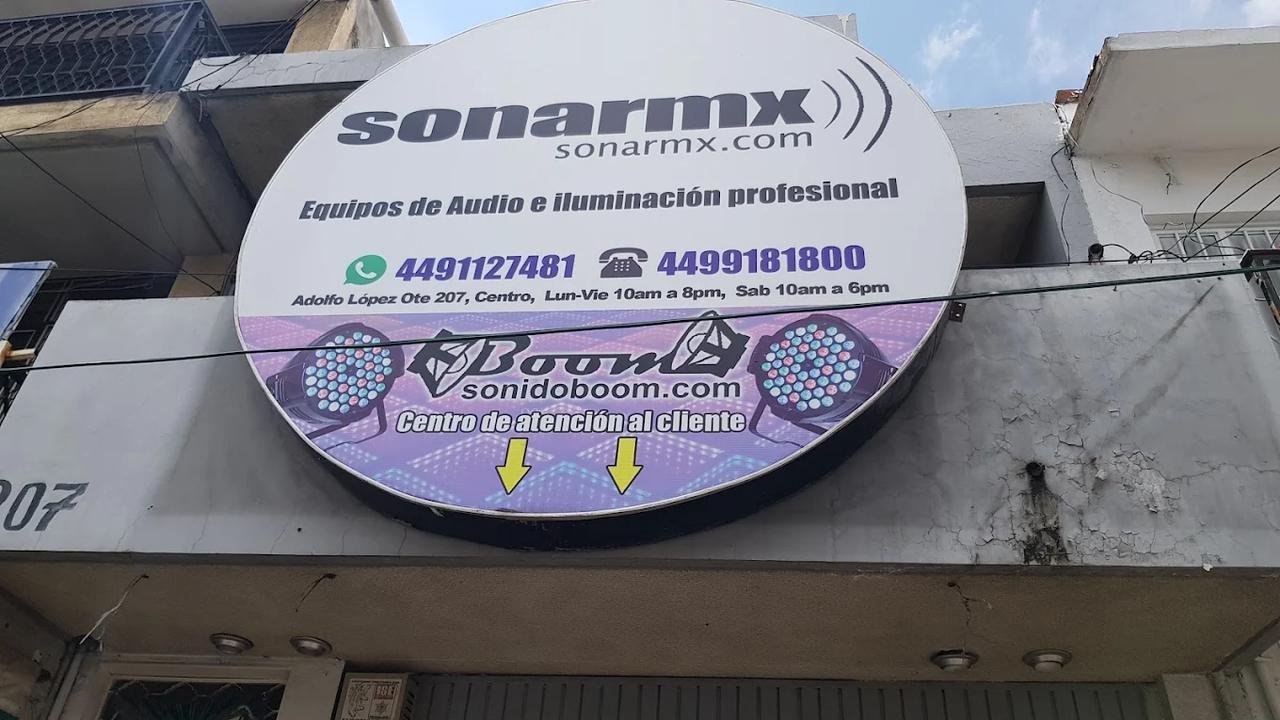 sonarmx
sonarmx.com
Equipos de Audio e iluminación profesional
4491127481 4499181800
Adolfo López Ote 207, Centro, Lun-Vie 10am a 8pm, Sab 10am a 6pm
Boom
sonidoboom.com
Centro de atención al cliente
207